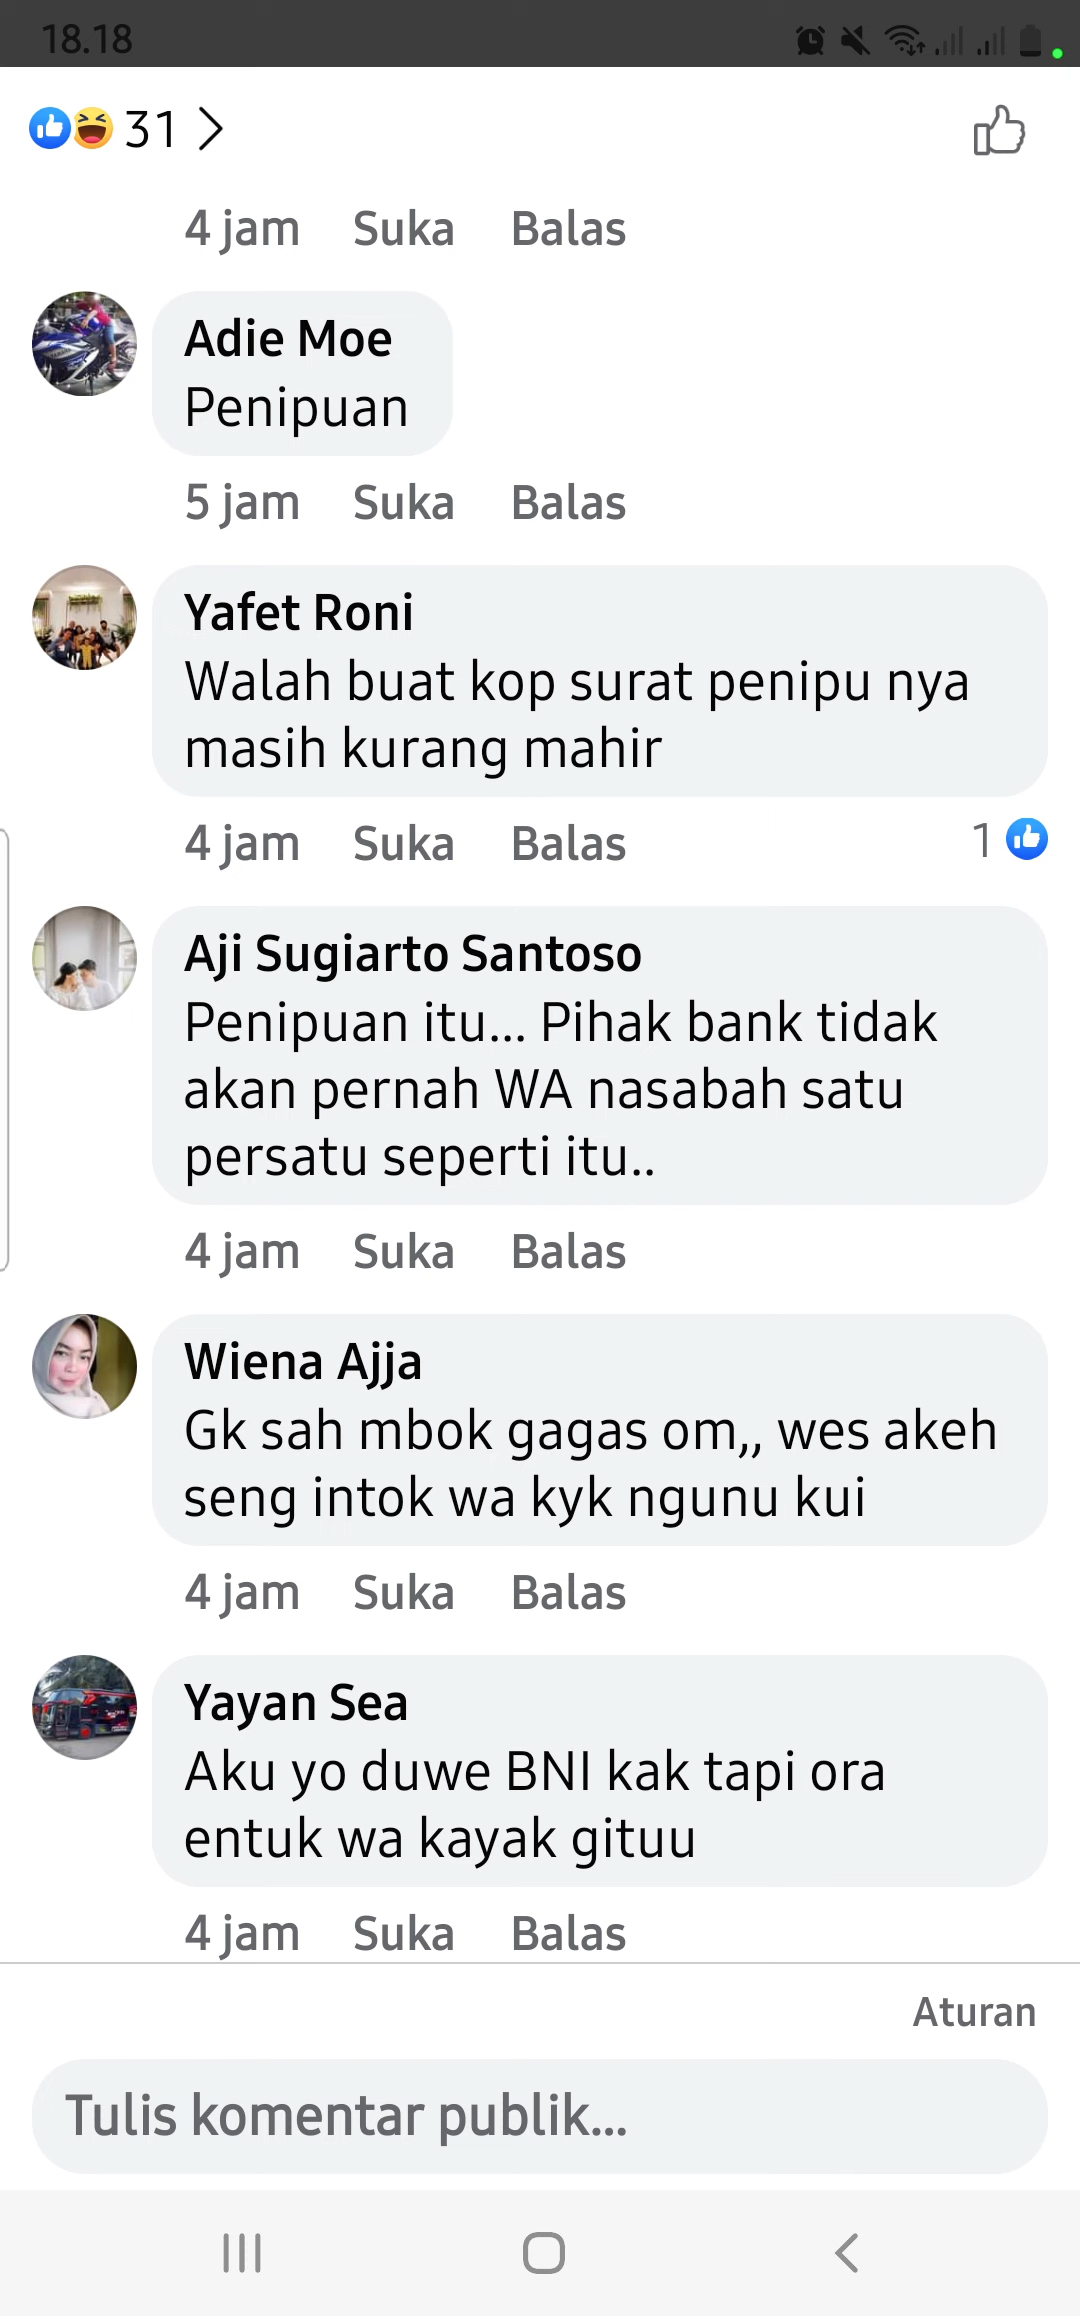 18.18
31
4 jam Suka Balas
Adie Moe
Penipuan
5 jam Suka Balas
Yafet Roni
Walah buat kop surat penipu nya
masih kurang mahir
4 jam Suka Balas 1
Aji Sugiarto Santoso
Penipuan itu... Pihak bank tidak
akan pernah WA nasabah satu
persatu seperti itu..
4 jam Suka Balas
Wiena Ajja
Gk sah mbok gagas om,, wes akeh
seng intok wa kyk ngunu kui
4 jam Suka Balas
Yayan Sea
Aku yo duwe BNI kak tapi ora
entuk wa kayak gituu
4 jam Suka Balas
Aturan
Tulis komentar publik...